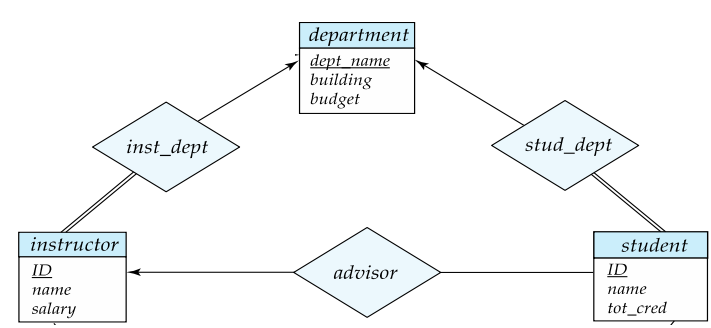 department
dept_name
building
budget
inst_dept
stud_dept
instructor
ID
name
salary
advisor
student
ID
name
tot_cred